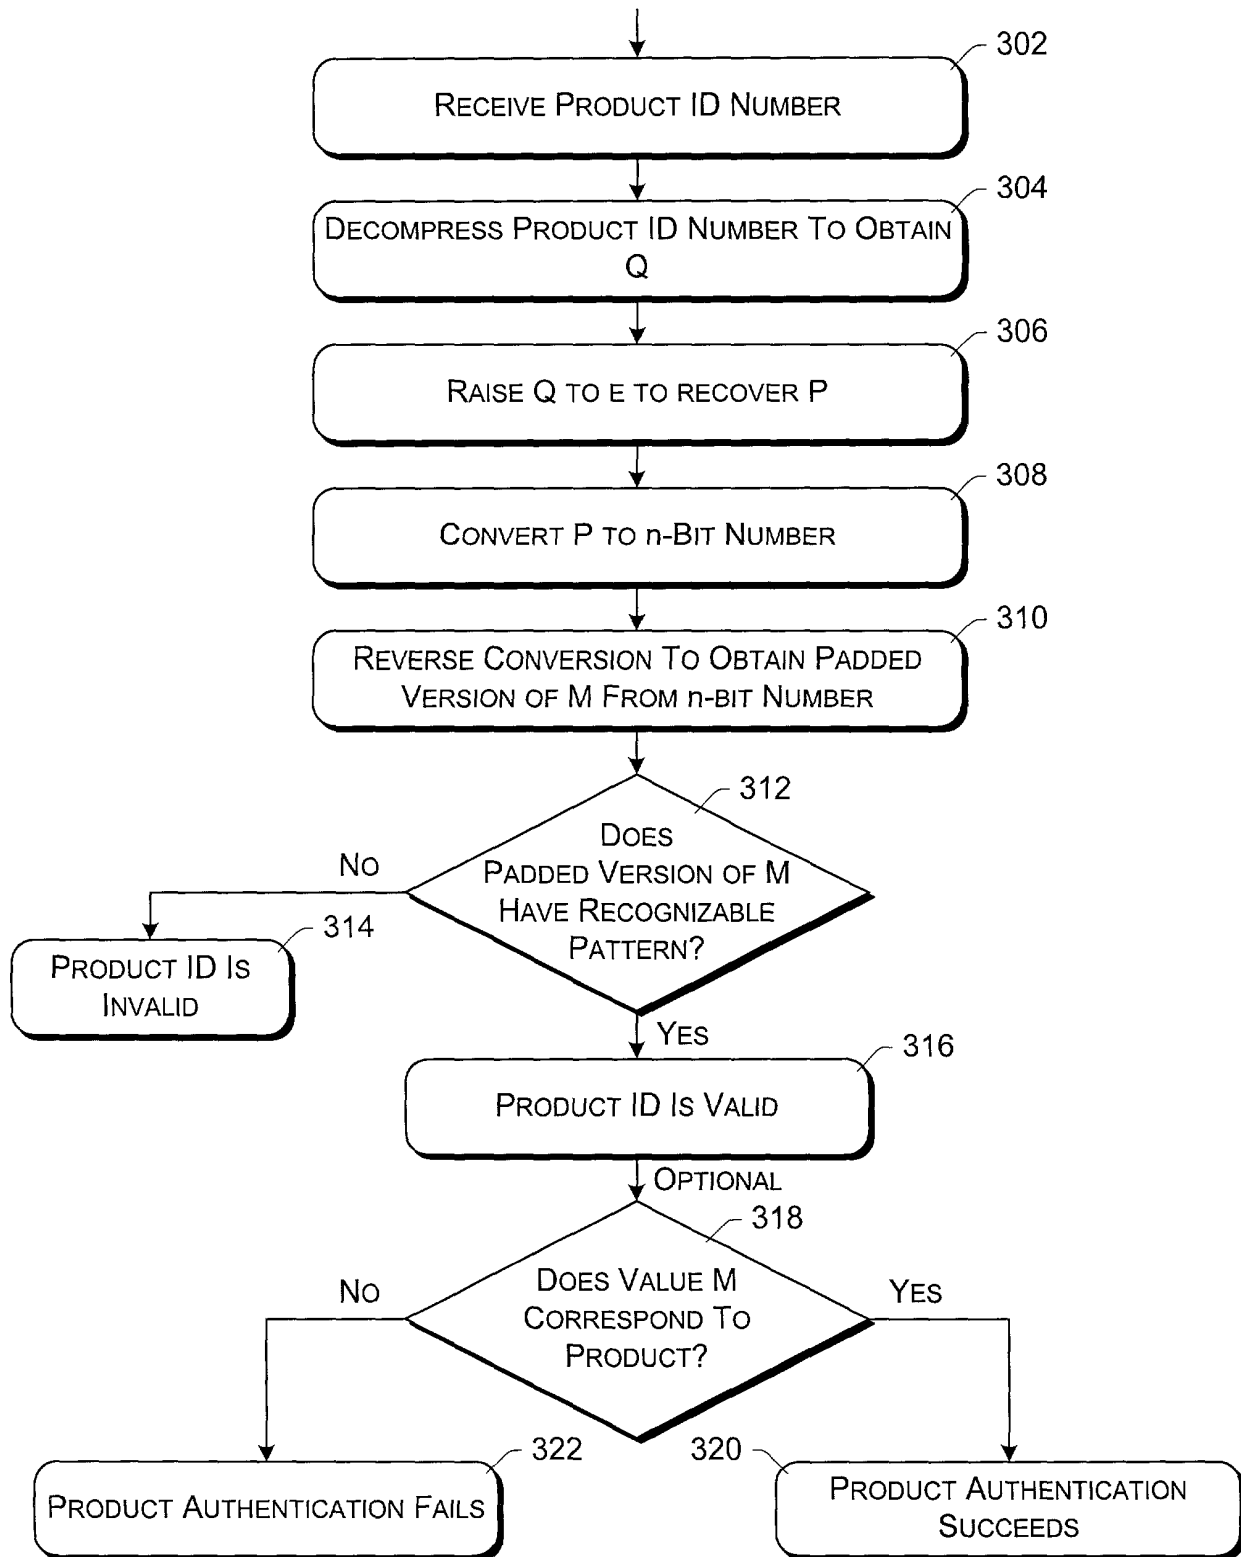 302
RECEIVE PRODUCT ID NUMBER
304
DECOMPRESS PRODUCT ID NUMBER TO OBTAIN
Q
306
RAISE Q TO E TO RECOVER P
308
CONVERT P TO n-BIT NUMBER
310
REVERSE CONVERSION TO OBTAIN PADDED
VERSION OF M FROM n-BIT NUMBER
312
DOES
PADDED VERSION OF M
HAVE RECOGNIZABLE
PATTERN?
NO
314
PRODUCT ID IS
INVALID
YES
316
PRODUCT ID IS VALID
OPTIONAL
318
DOES VALUE M
CORRESPOND TO
PRODUCT?
NO
YES
322
PRODUCT AUTHENTICATION FAILS
320
PRODUCT AUTHENTICATION
SUCCEEDS